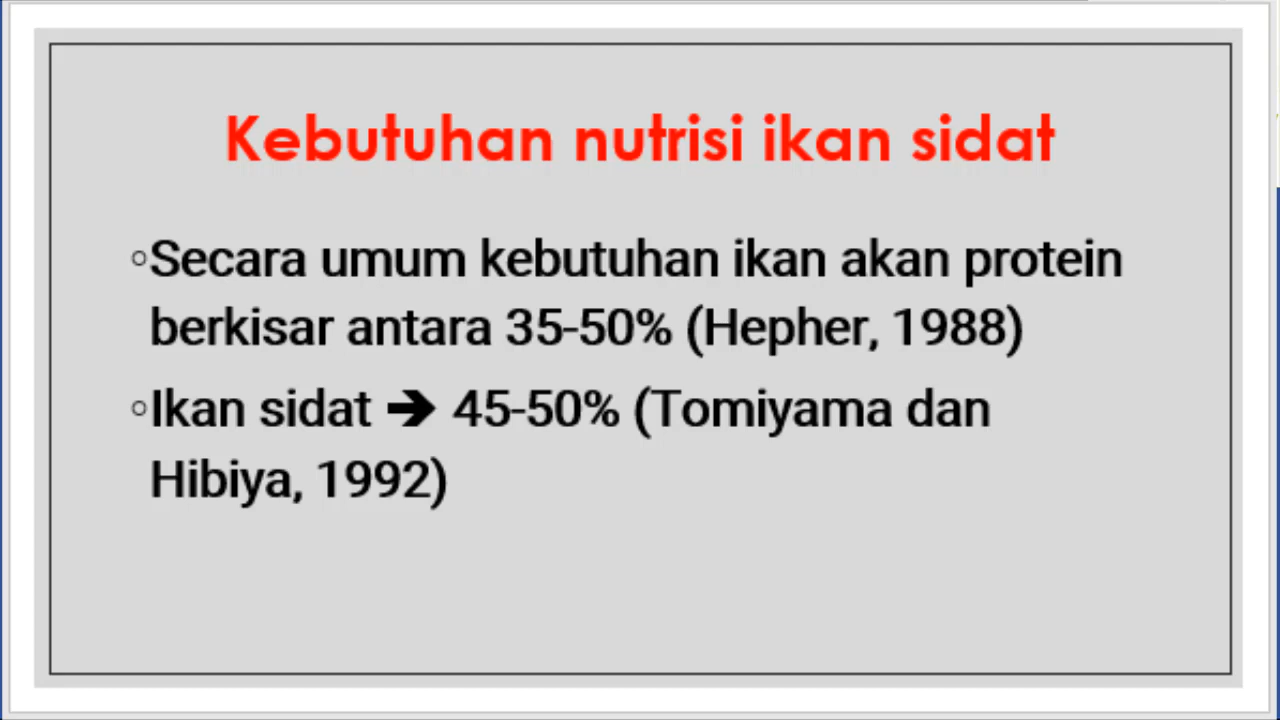 Kebutuhan nutrisi ikan sidat
◦Secara umum kebutuhan ikan akan protein
berkisar antara 35-50% (Hepher, 1988)
◦Ikan sidat 🡺 45-50% (Tomiyama dan
Hibiya, 1992)